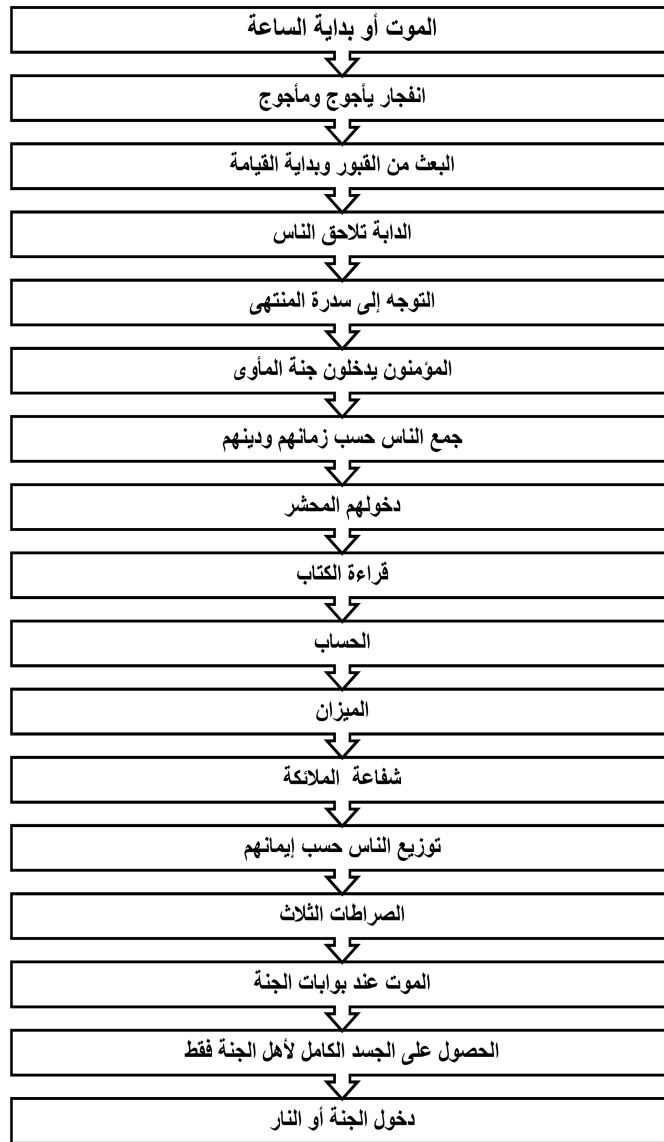 الموت أو بداية الساعة
انفجار يأجوج ومأجوج
البعث من القبور وبداية القيامة
الدابة تلاحق الناس
التوجه إلى سدرة المنتهى
المؤمنون يدخلون جنة المأوى
جمع الناس حسب زمانهم ودينهم
دخولهم المحشر
قراءة الكتاب
الحساب
الميزان
شفاعة الملائكة
توزيع الناس حسب إيمانهم
الصراطات الثلاث
الموت عند بوابات الجنة
الحصول على الجسد الكامل لأهل الجنة فقط
دخول الجنة أو النار